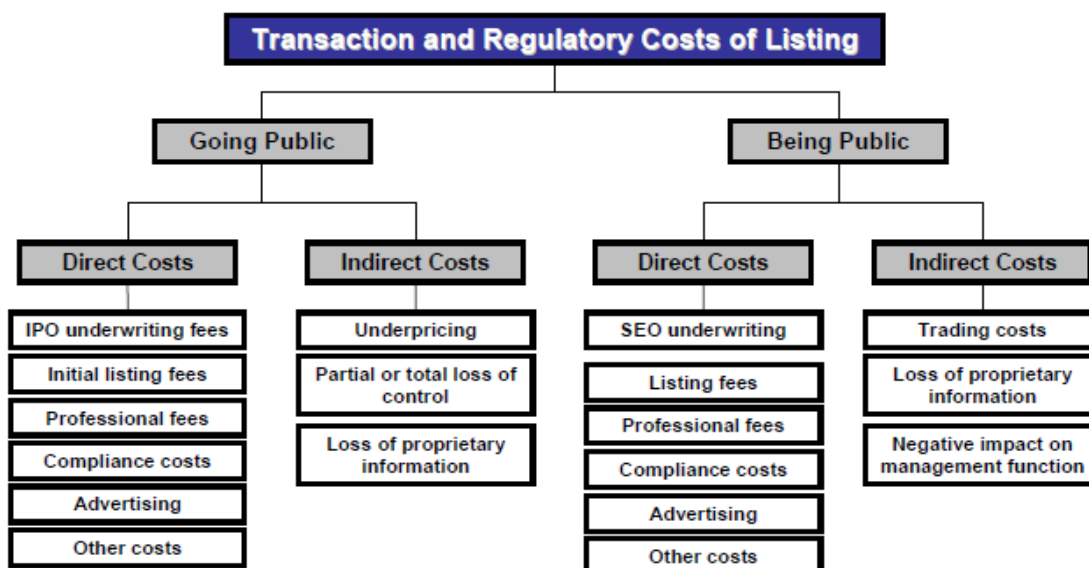 Transaction and Regulatory Costs of Listing
Going Public
Being Public
Direct Costs
Indirect Costs
Direct Costs
Indirect Costs
IPO underwriting fees
Initial listing fees
Professional fees
Compliance costs
Advertising
Other costs
Underpricing
Partial or total loss of
control
Loss of proprietary
information
SEO underwriting
Listing fees
Professional fees
Compliance costs
Advertising
Other costs
Trading costs
Loss of proprietary
information
Negative impact on
management function